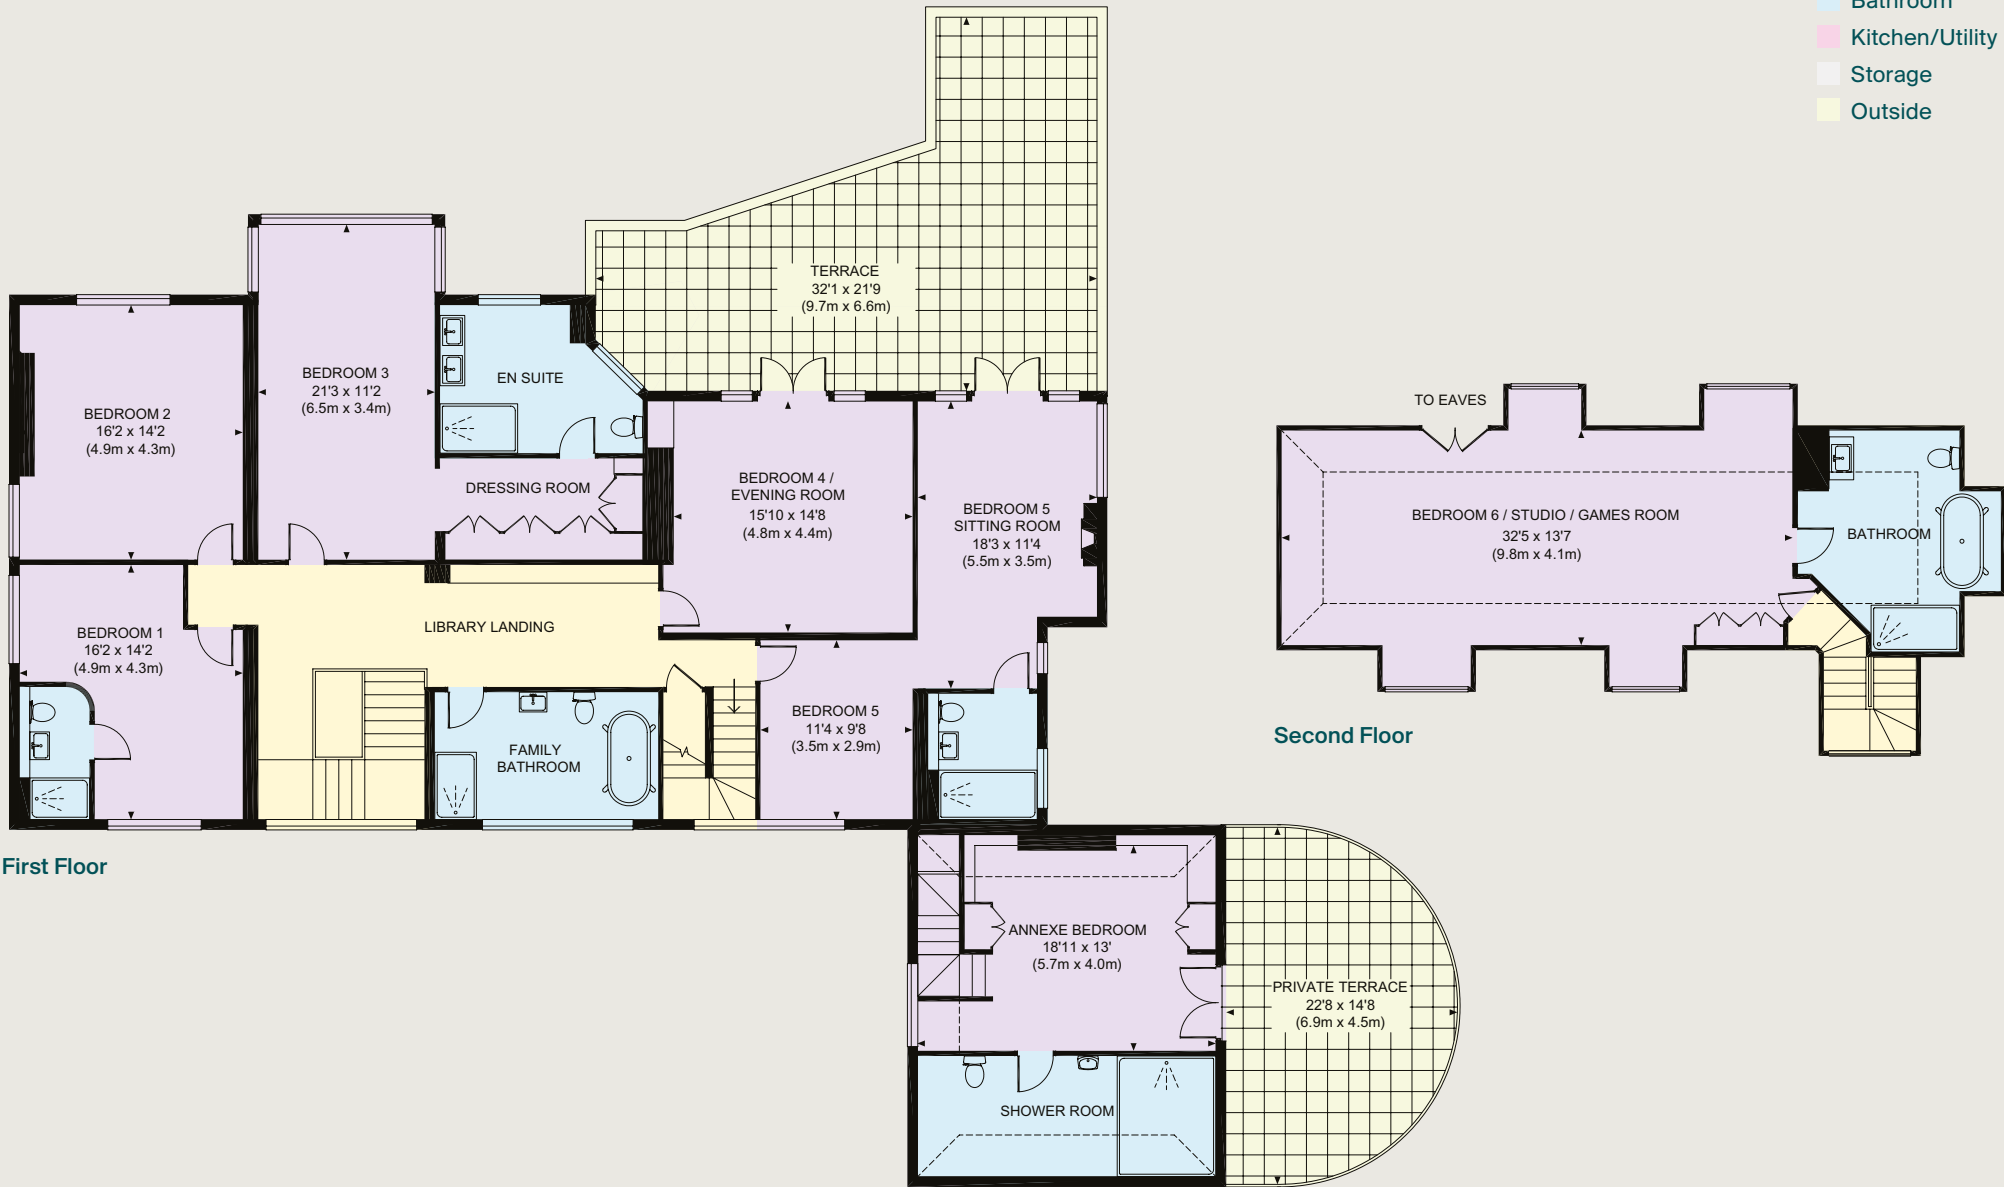 Bathroom
Kitchen/Utility
Storage
Outside
TERRACE
32'1 x 21'9
(9.7m x 6.6m)
BEDROOM 3
21'3 x 11'2
(6.5m x 3.4m)
EN SUITE
BEDROOM 2
16'2 x 14'2
(4.9m x 4.3m)
DRESSING ROOM
BEDROOM 4 /
EVENING ROOM
15'10 x 14'8
(4.8m x 4.4m)
BEDROOM 5
SITTING ROOM
18'3 x 11'4
(5.5m x 3.5m)
LIBRARY LANDING
BEDROOM 1
16'2 x 14'2
(4.9m x 4.3m)
FAMILY
BATHROOM
BEDROOM 5
11'4 x 9'8
(3.5m x 2.9m)
First Floor
TO EAVES
BEDROOM 6 / STUDIO / GAMES ROOM
32'5 x 13'7
(9.8m x 4.1m)
BATHROOM
Second Floor
ANNEXE BEDROOM
18'11 x 13'
(5.7m x 4.0m)
PRIVATE TERRACE
22'8 x 14'8
(6.9m x 4.5m)
SHOWER ROOM